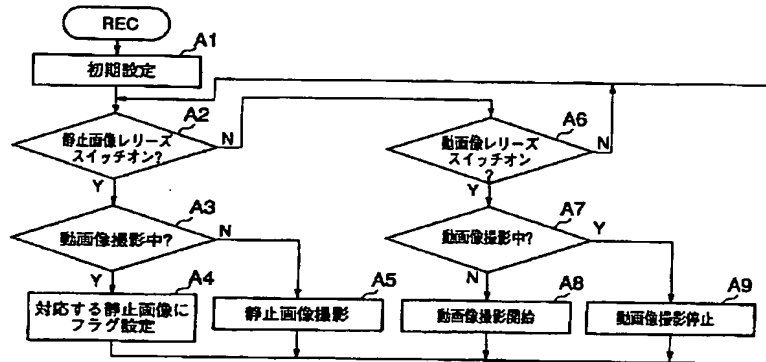 REC
A1
初期設定
A2
静止画像レリーズ
スイッチオン?
N
Y
A6
動画像レリーズ
スイッチオン
?
N
Y
A3
動画像撮影中?
N
Y
A7
動画像撮影中?
Y
N
A4
対応する静止画像に
フラグ設定
A5
静止画像撮影
A8
動画像撮影開始
A9
動画像撮影停止